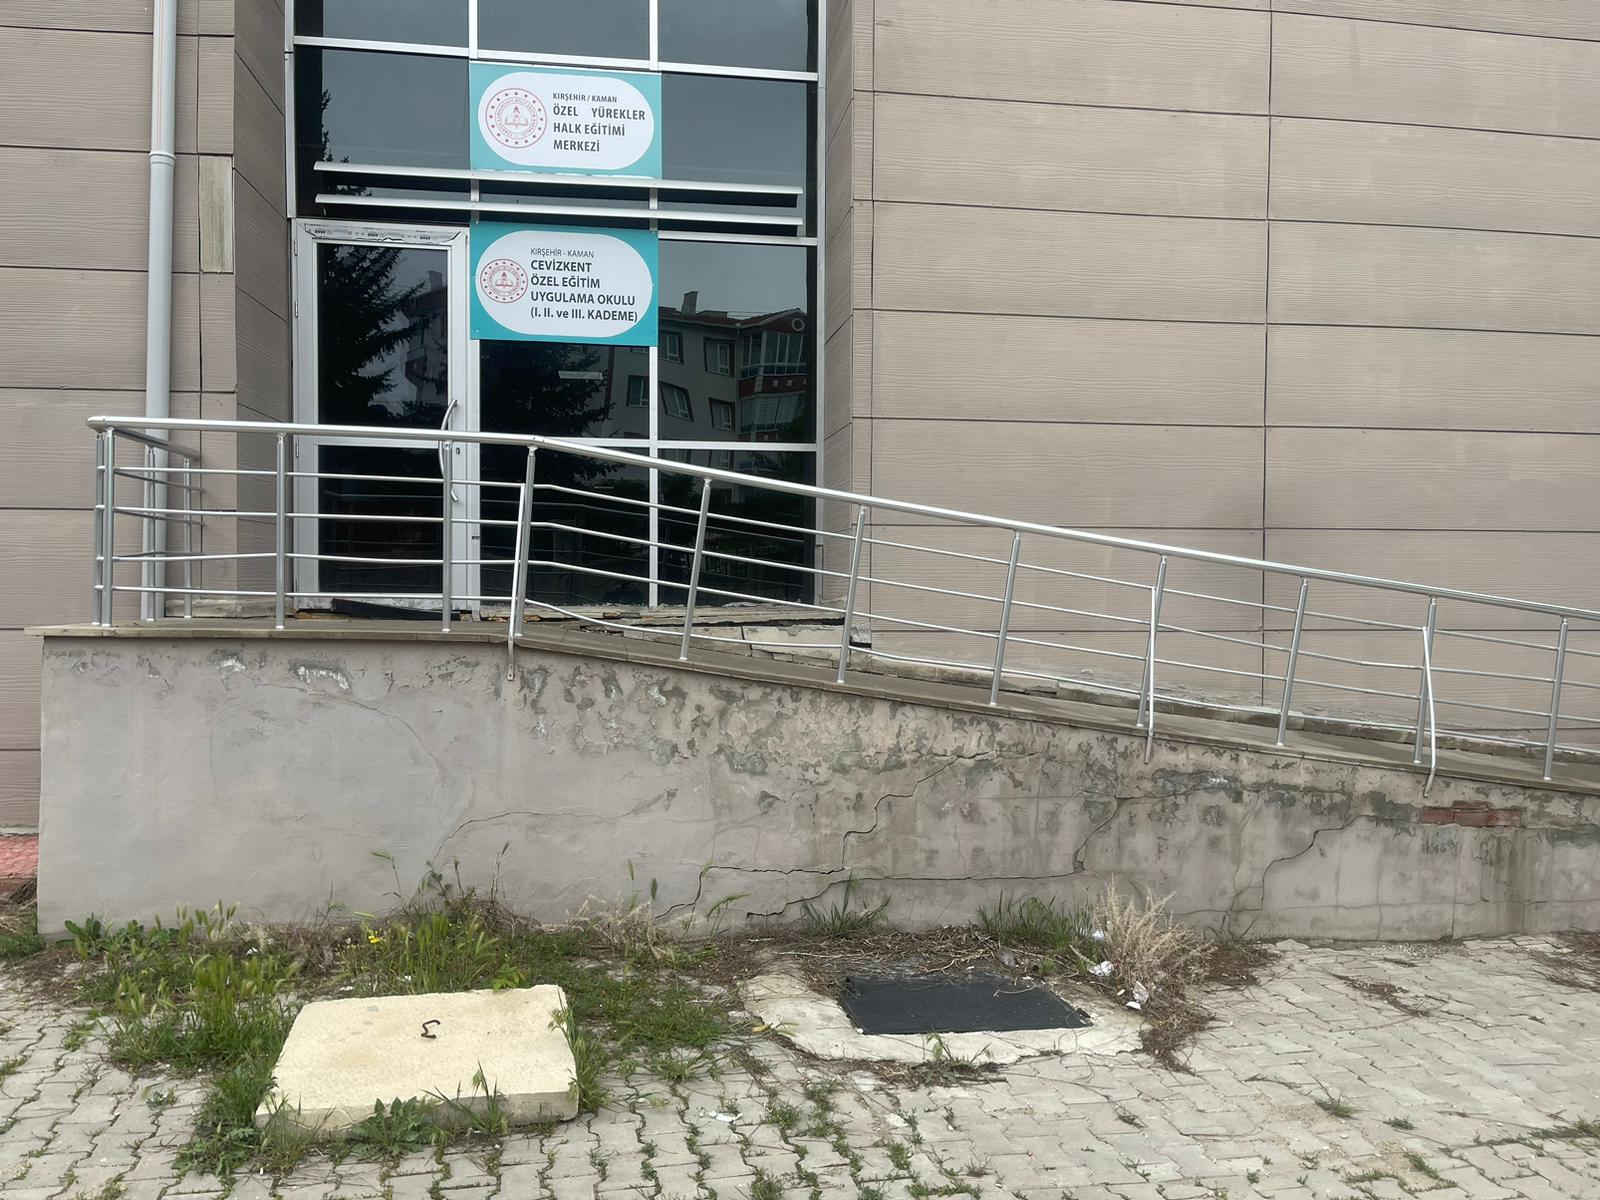 KIRŞEHİR / KAMAN
ÖZEL YÜREKLER
HALK EĞİTİMİ
MERKEZİ
KIRŞEHİR - KAMAN
CEVİZKENT
ÖZEL EĞİTİM
UYGULAMA OKULU
(I. II. ve III. KADEME)